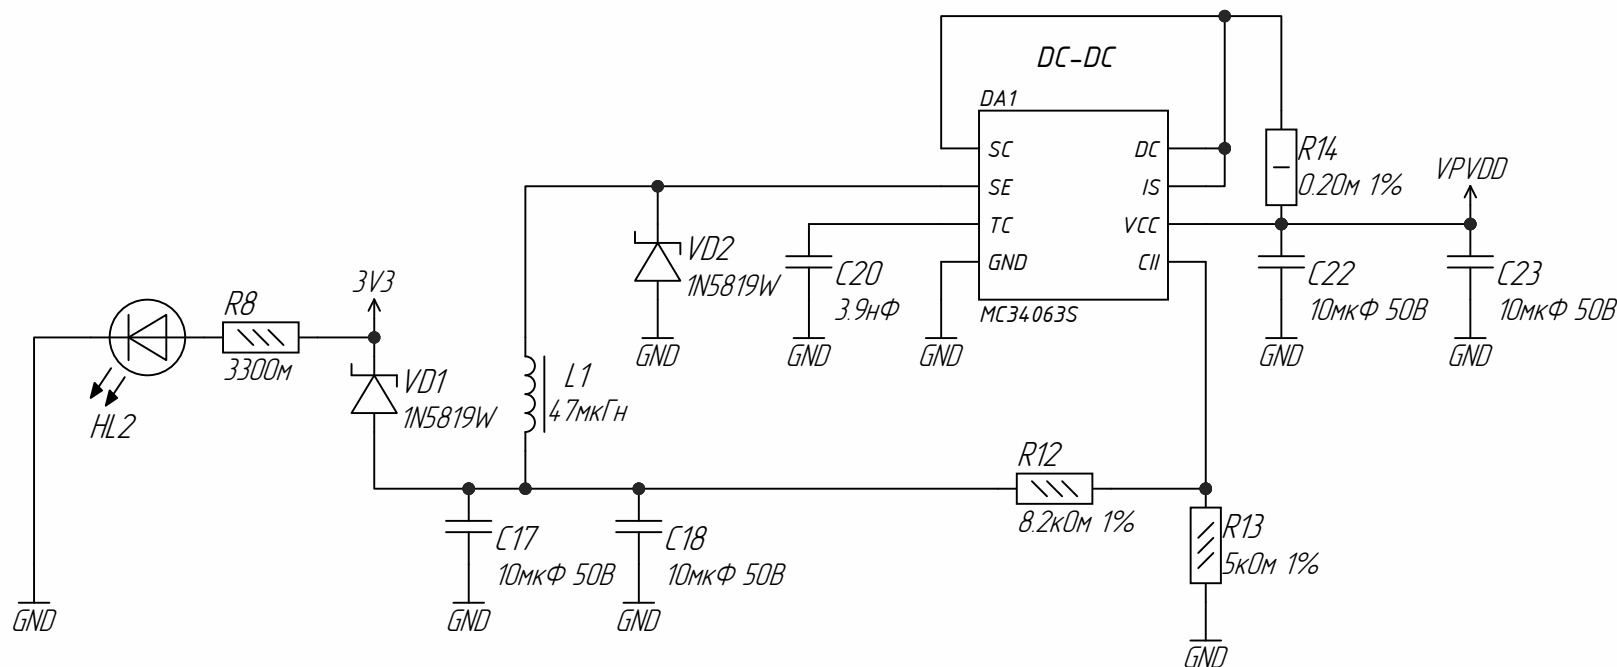 DC-DC
DA1
SC
SE
TC
GND
DC
IS
VCC
CII
MC34063S
R14
0.2Ом 1%
VPVDD
VD2
1N5819W
GND
C20
3.9нФ
GND
GND
C22
10мкФ 50В
GND
C23
10мкФ 50В
GND
3V3
R8
330Ом
HL2
VD1
1N5819W
L1
47мкГн
R12
8.2кОм 1%
R13
5кОм 1%
C17
10мкФ 50В
C18
10мкФ 50В
GND
GND
GND
GND